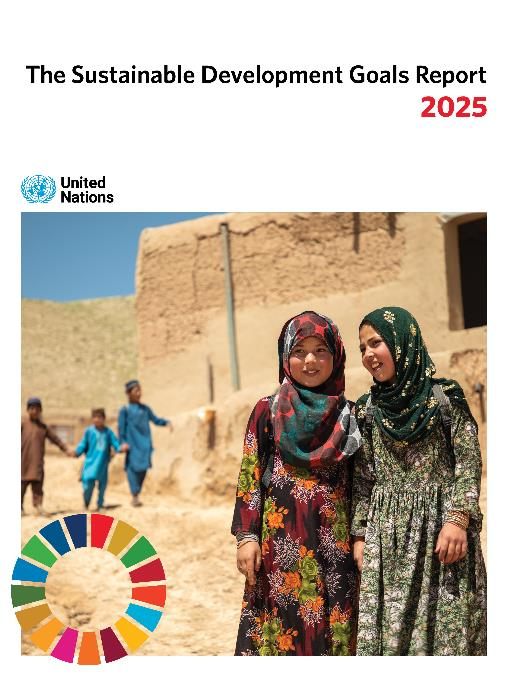 The Sustainable Development Goals Report
2025
United
Nations